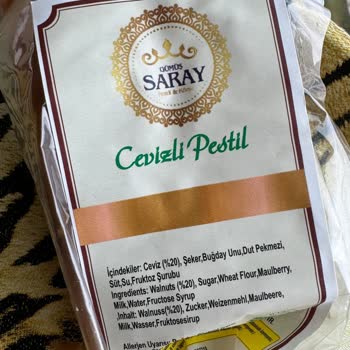 GÜMÜŞ
SARAY
Cevizli Pestil
İçindekiler: Ceviz (%20), Şeker,Buğday Unu,Dut Pekmezi,
Süt,Su,Fruktoz Şurubu
Ingredients: Walnuts (%20), Sugar,Wheat Flour,Maulberry,
Milk,Water,Fructose Syrup
Jnhalt: Walnuss(%20), Zucker,Weizenmehl,Maulbeere,
Milk,Wasser,Fruktosesirup
Allerjen Uyarısı